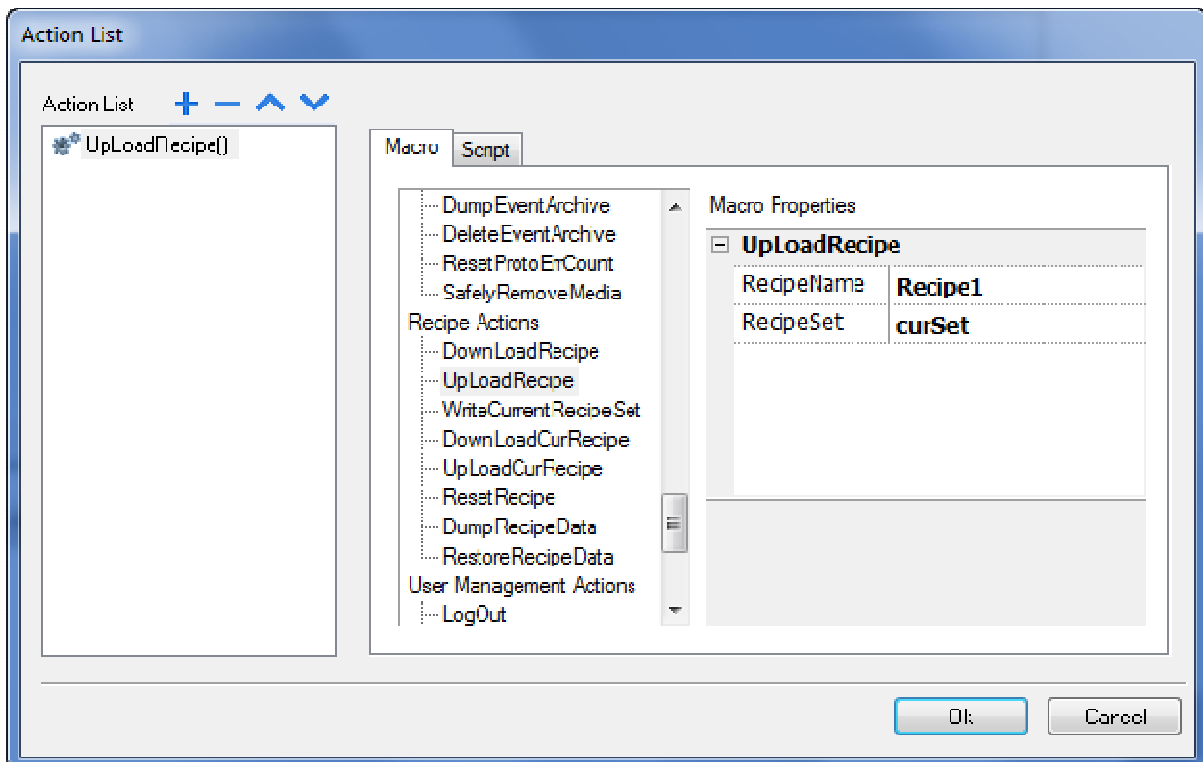 Action List
Action List
UpLoadRecipe()
Macro
Script
DumpEventArchive
DeleteEventArchive
ResetProtoErrCount
SafelyRemoveMedia
Recipe Actions
DownLoadRecipe
UpLoadRecipe
WriteCurrentRecipeSet
DownLoadCurRecipe
UpLoadCurRecipe
ResetRecipe
DumpRecipeData
RestoreRecipeData
User Management Actions
LogOut
Macro Properties
UpLoadRecipe
RecipeName Recipe1
RecipeSet curSet
Ok Cancel